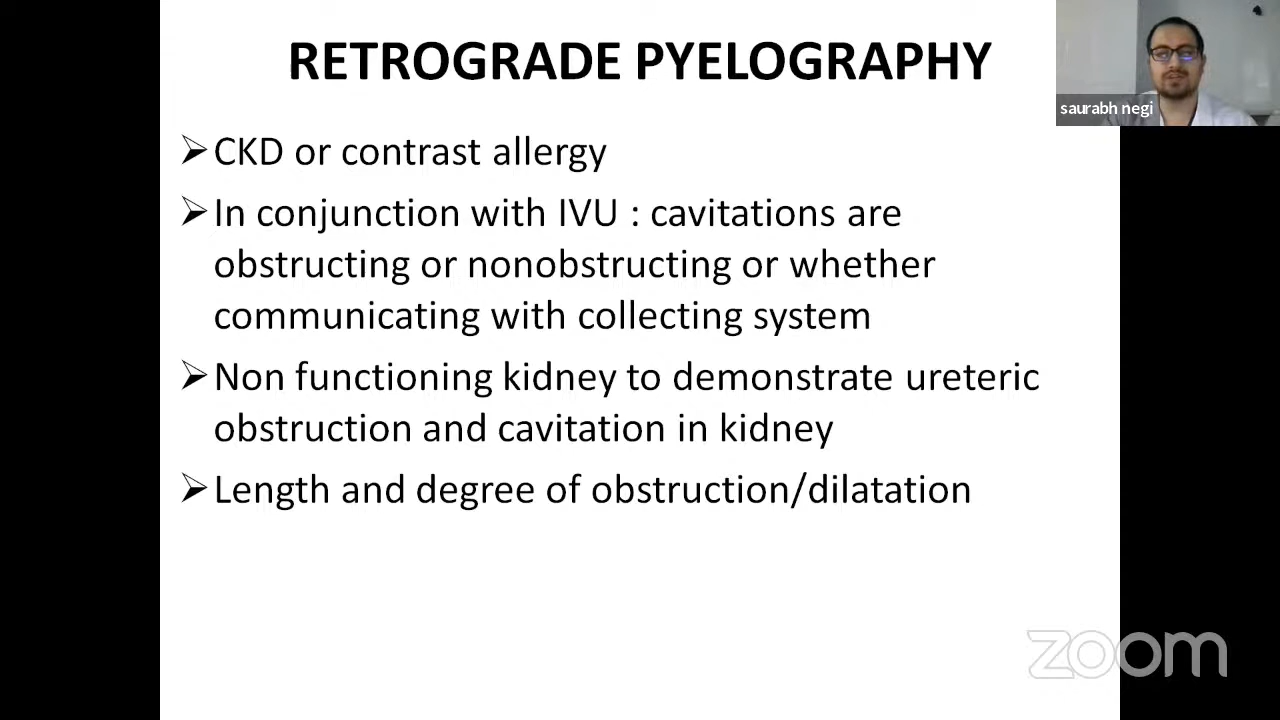 RETROGRADE PYELOGRAPHY
saurabh negi
➢CKD or contrast allergy
➢In conjunction with IVU : cavitations are
obstructing or nonobstructing or whether
communicating with collecting system
➢Non functioning kidney to demonstrate ureteric
obstruction and cavitation in kidney
➢Length and degree of obstruction/dilatation
zoom